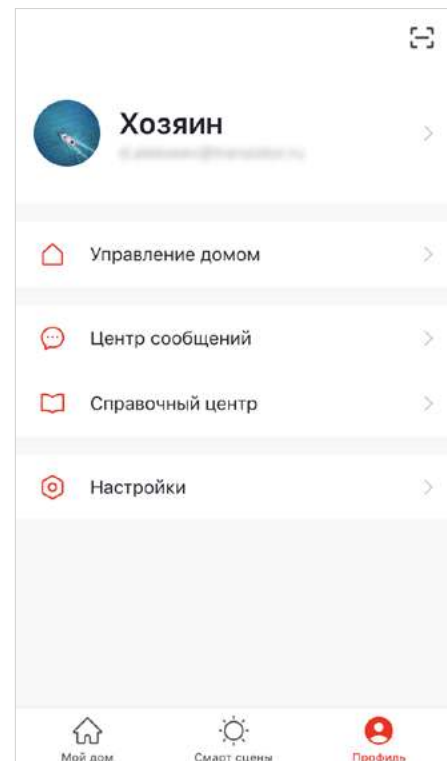 Хозяин
Управление домом
Центр сообщений
Справочный центр
Настройки
Мой дом
Смарт сцены
Профиль